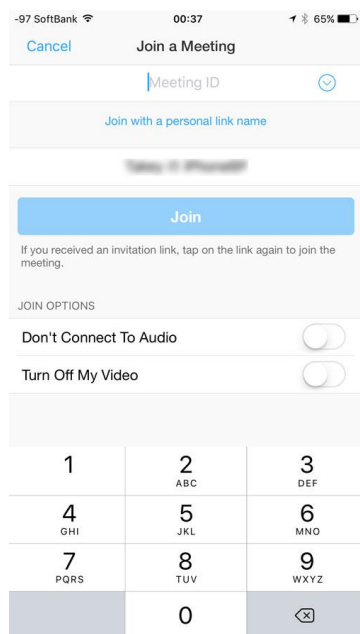 -97 SoftBank 00:37 65%
Cancel Join a Meeting
Meeting ID
Join with a personal link name
Join
If you received an invitation link, tap on the link again to join the
meeting.
JOIN OPTIONS
Don't Connect To Audio
Turn Off My Video
1 2 3
ABC DEF
4 5 6
GHI JKL MNO
7 8 9
PQRS TUV WXYZ
0